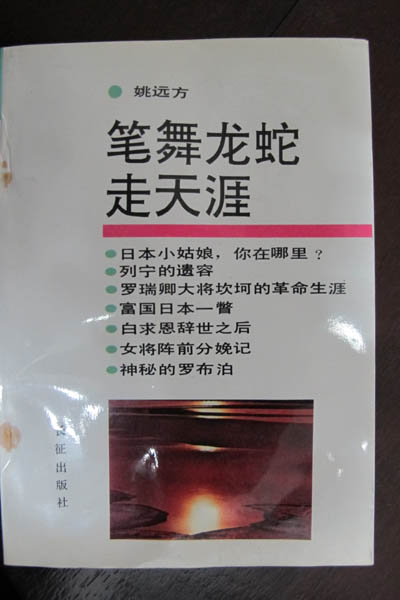 姚远方
笔舞龙蛇
走天涯
日本小姑娘，你在哪里？
列宁的遗容
罗瑞卿大将坎坷的革命生涯
富国日本一瞥
白求恩辞世之后
女将阵前分娩记
神秘的罗布泊
长征出版社